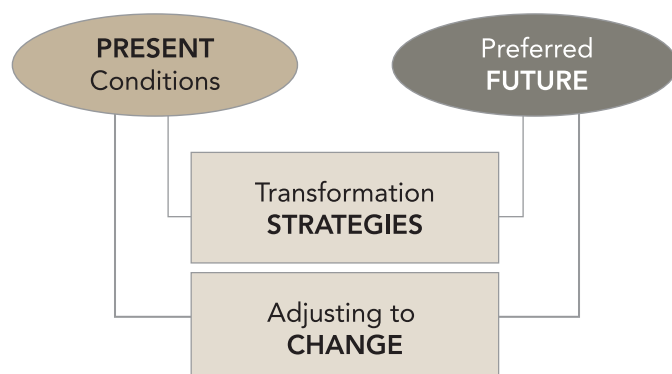 PRESENT
Conditions
Preferred
FUTURE
Transformation
STRATEGIES
Adjusting to
CHANGE